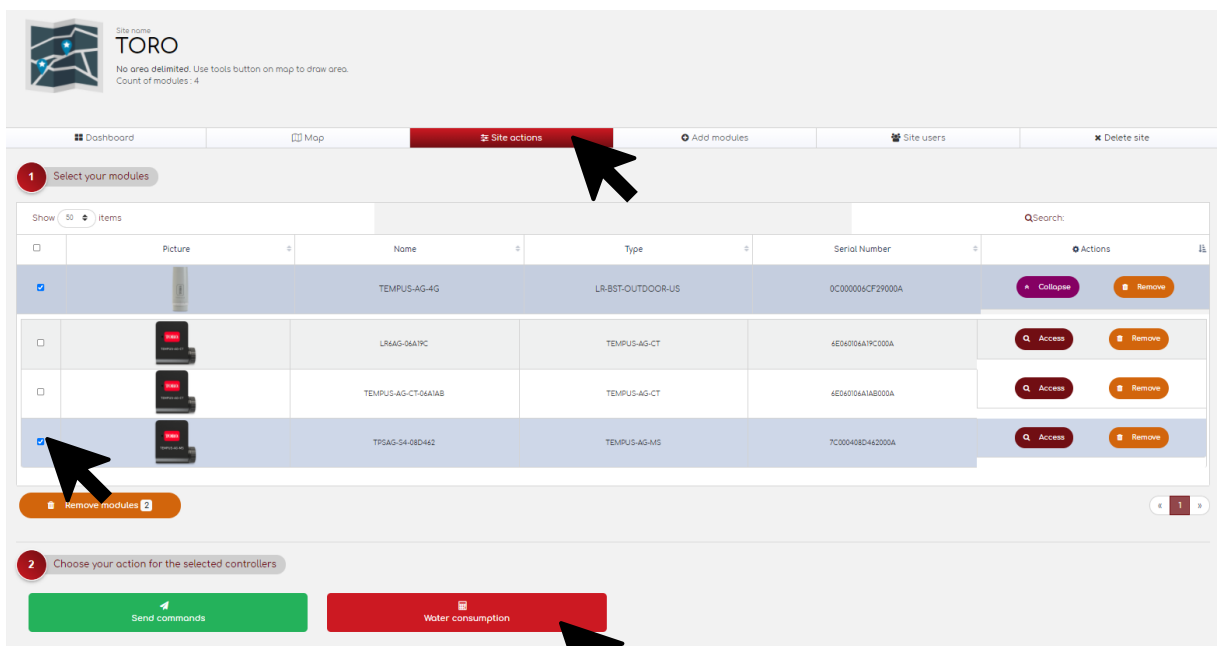 Site name
TORO
No area delimited. Use tools button on map to draw area.
Count of modules : 4
Dashboard Map Site actions Add modules Site users Delete site
1 Select your modules
Show 50 items Search:
Picture Name Type Serial Number Actions
TEMPUS-AG-4G LR-BST-OUTDOOR-US 0C000006CF29000A Collapse Remove
TORO
LR6AG-06A19C TEMPUS-AG-CT 6E060106A19C000A Access Remove
TORO
TEMPUS-AG-CT-06A1AB TEMPUS-AG-CT 6E060106A1AB000A Access Remove
TORO
TPSAG-S4-08D462 TEMPUS-AG-MS 7C000408D462000A Access Remove
Remove modules 2 « 1 »
2 Choose your action for the selected controllers
Send commands Water consumption